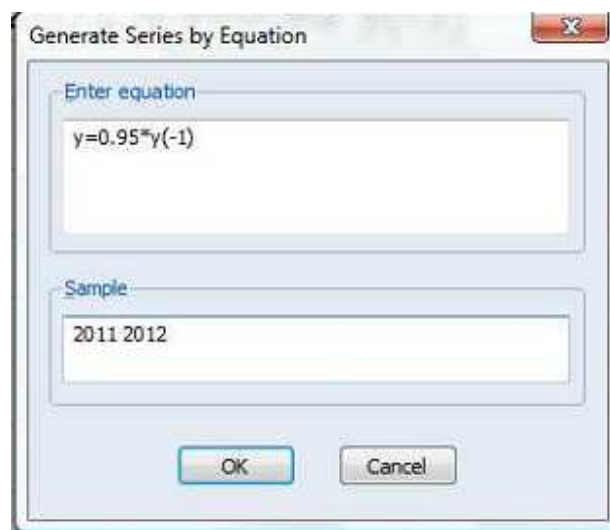 Generate Series by Equation
Enter equation
y=0.95*y(-1)
Sample
2011 2012
OK
Cancel